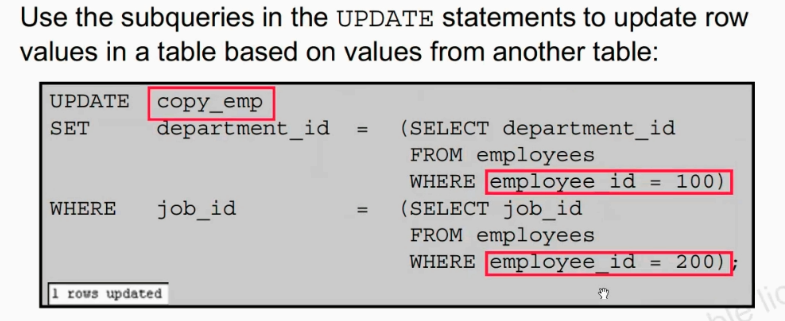 Use the subqueries in the UPDATE statements to update row
values in a table based on values from another table:
UPDATE copy_emp
SET department_id = (SELECT department_id
FROM employees
WHERE employee_id = 100)
WHERE job_id = (SELECT job_id
FROM employees
WHERE employee_id = 200);
1 rows updated